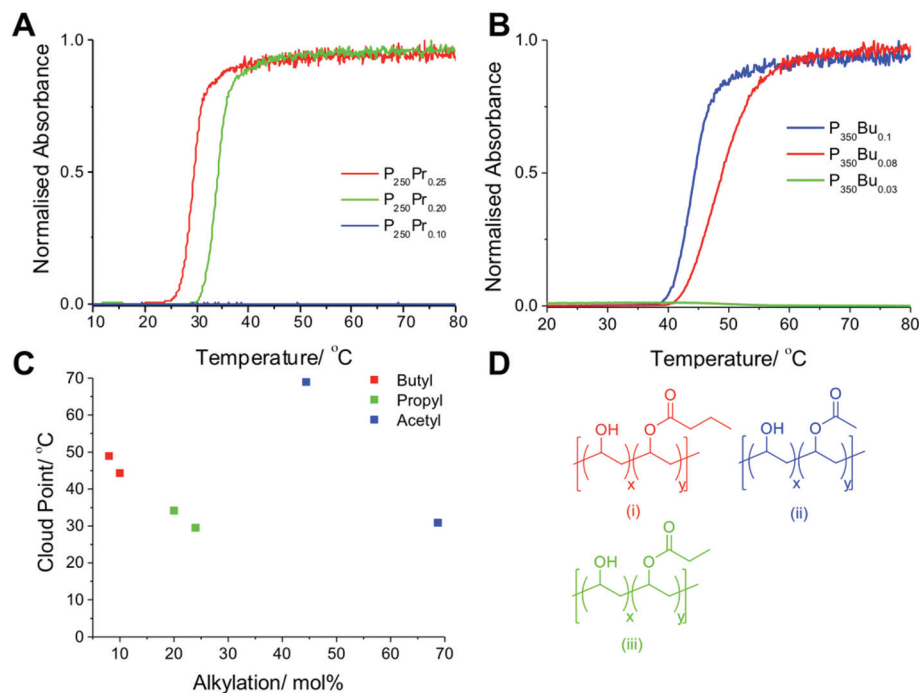 A
1.0
0.5
0.0
Normalised Absorbance
P₂₅₀Pr₀.₂₅
P₂₅₀Pr₀.₂₀
P₂₅₀Pr₀.₁₀
10 20 30 40 50 60 70 80
Temperature/ °C
B
1.0
0.5
0.0
Normalised Absorbance
P₃₅₀Bu₀.₁
P₃₅₀Bu₀.₀₈
P₃₅₀Bu₀.₀₃
20 30 40 50 60 70 80
Temperature/ °C
C
70
60
50
40
30
20
10
0
Cloud Point/ °C
Butyl
Propyl
Acetyl
10 20 30 40 50 60 70
Alkylation/ mol%
D
O
OH O
x y
(i)
O
OH O
x y
(ii)
O
OH O
x y
(iii)